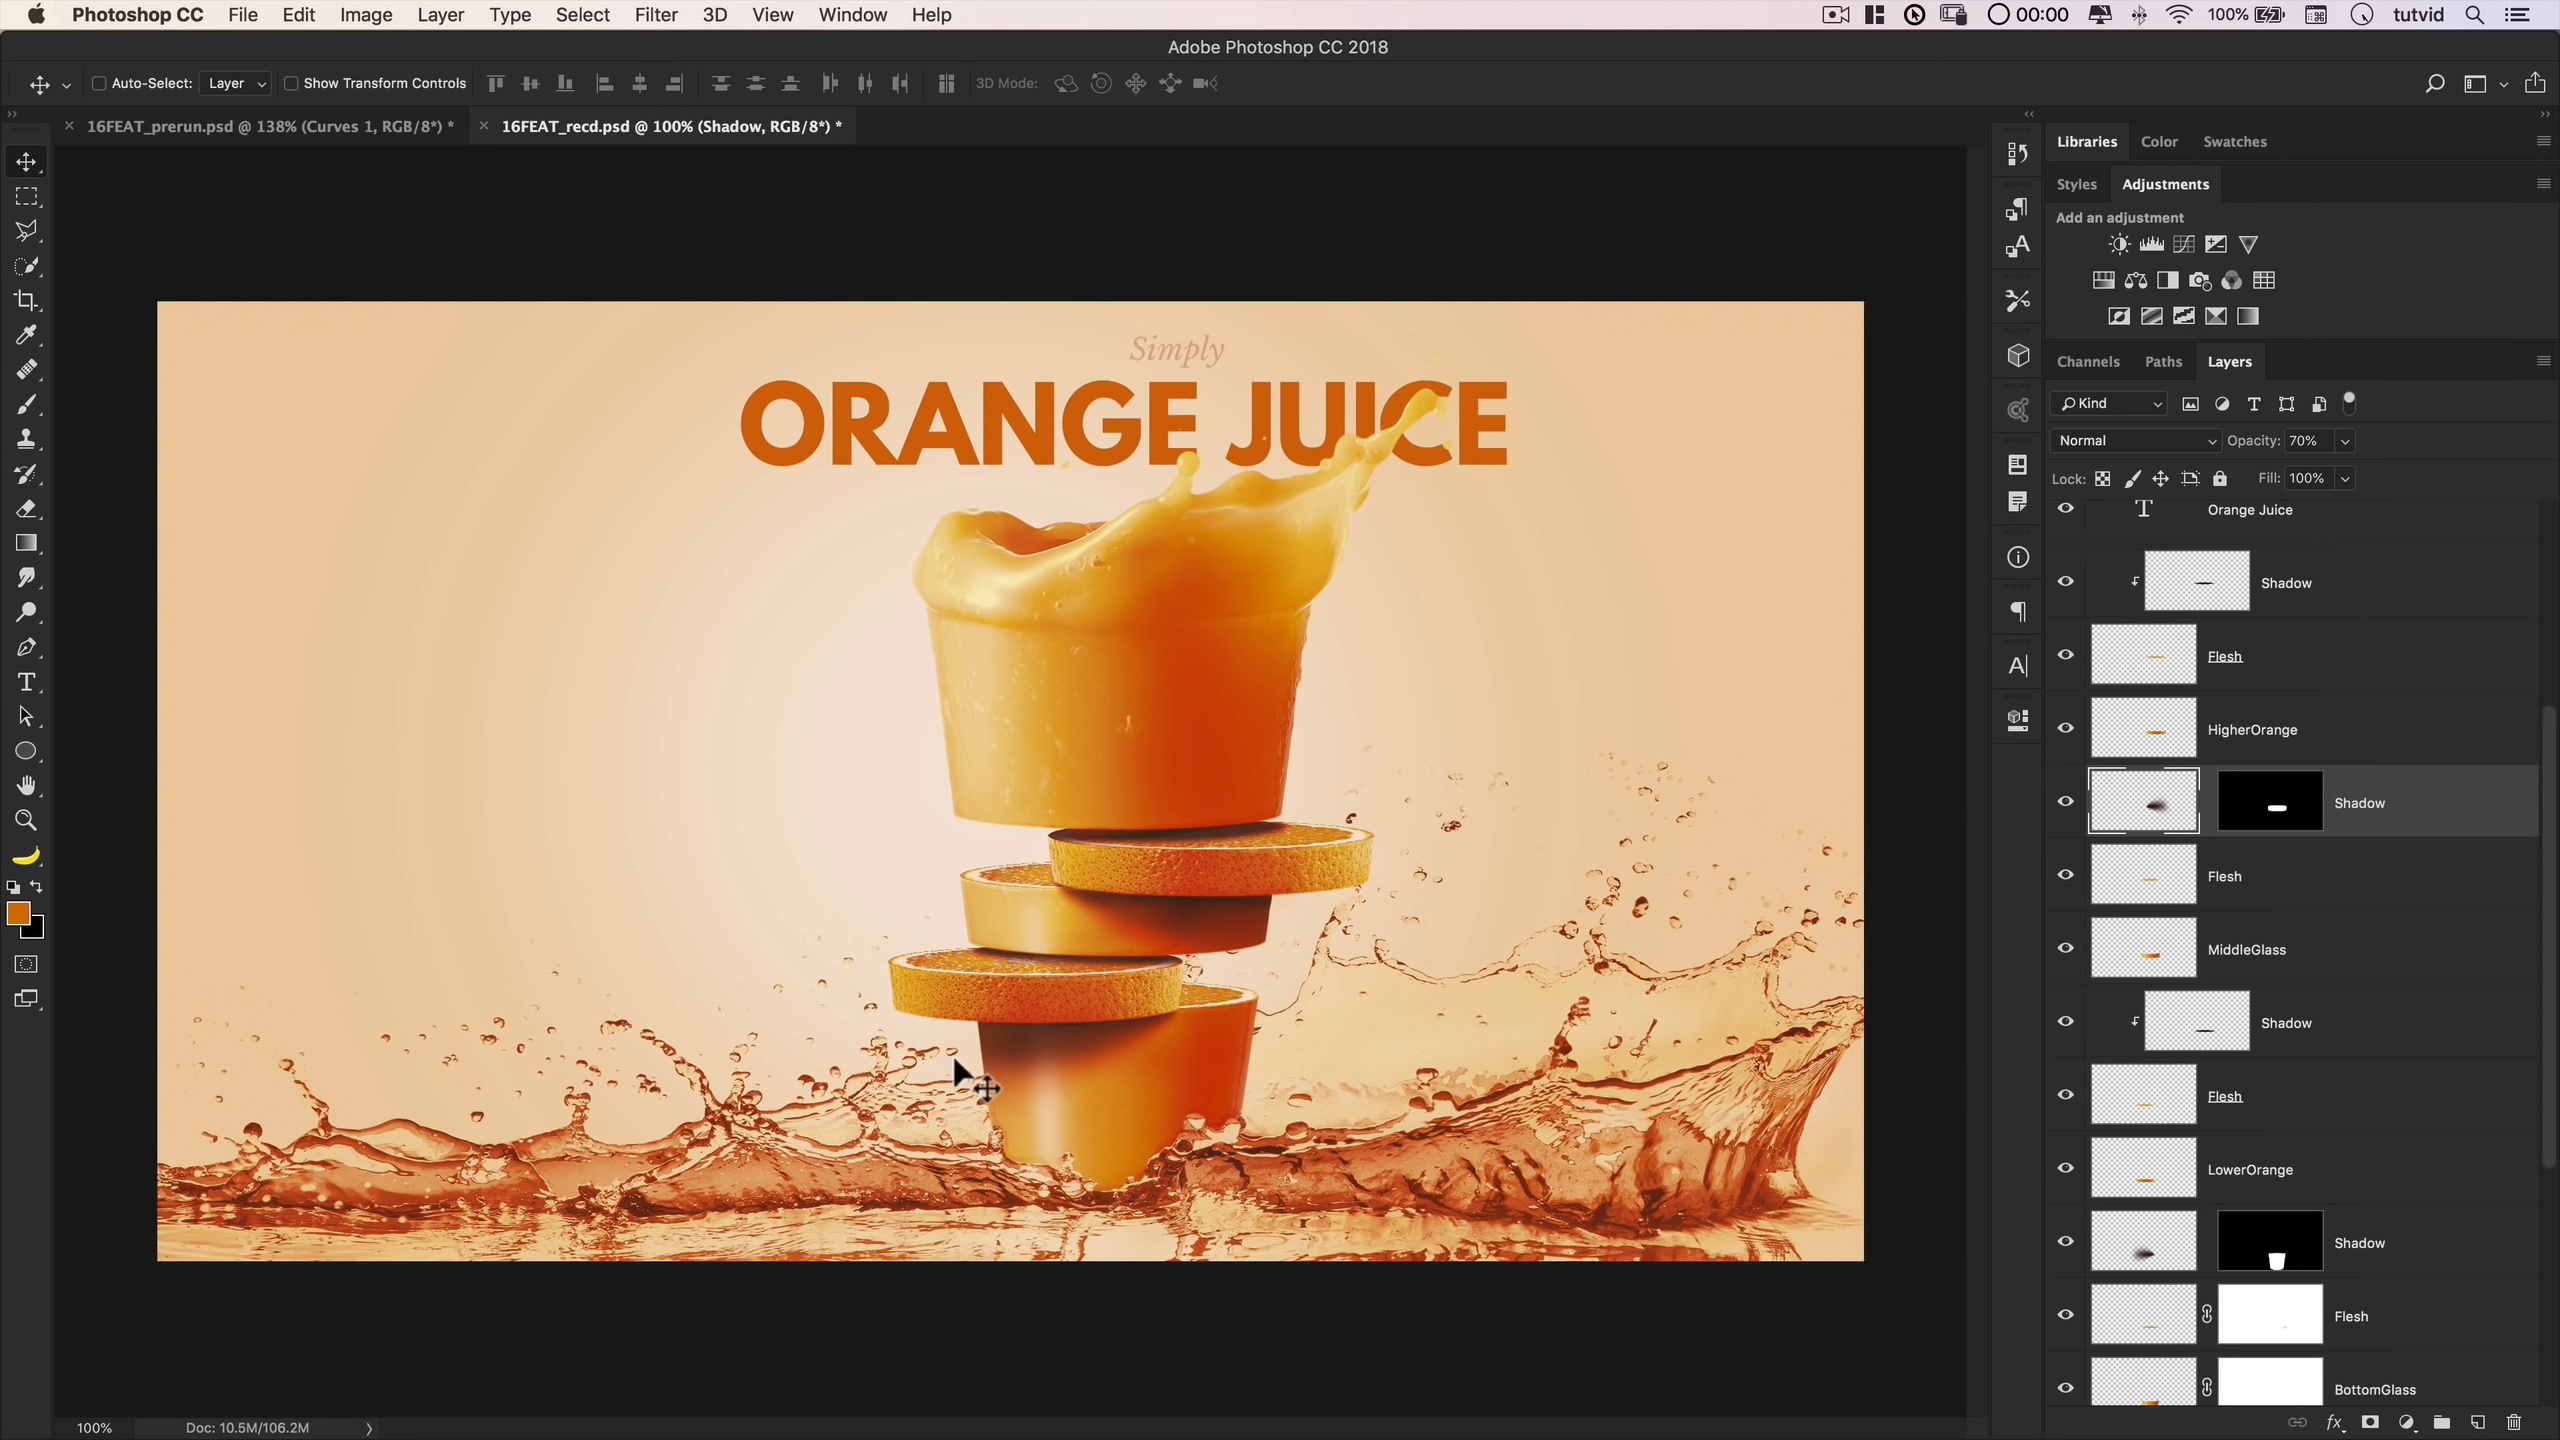 Photoshop CC File Edit Image Layer Type Select Filter 3D View Window Help 00:00 100% tutvid
Adobe Photoshop CC 2018
Auto-Select: Layer Show Transform Controls 3D Mode:
16FEAT_prerun.psd @ 138% (Curves 1, RGB/8*) * 16FEAT_recd.psd @ 100% (Shadow, RGB/8*) *
Libraries Color Swatches
Styles Adjustments
Add an adjustment
Channels Paths Layers
Kind
Normal Opacity: 70%
Lock: Fill: 100%
Orange Juice
Shadow
Flesh
HigherOrange
Shadow
Flesh
MiddleGlass
Shadow
Flesh
LowerOrange
Shadow
Flesh
BottomGlass
Simply
ORANGE JUICE
100% Doc: 10.5M/106.2M